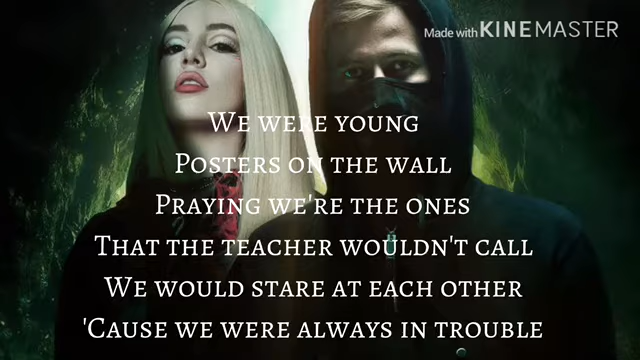 Made with KINEMASTER
We were young
Posters on the wall
Praying we're the ones
That the teacher wouldn't call
We would stare at each other
'Cause we were always in trouble